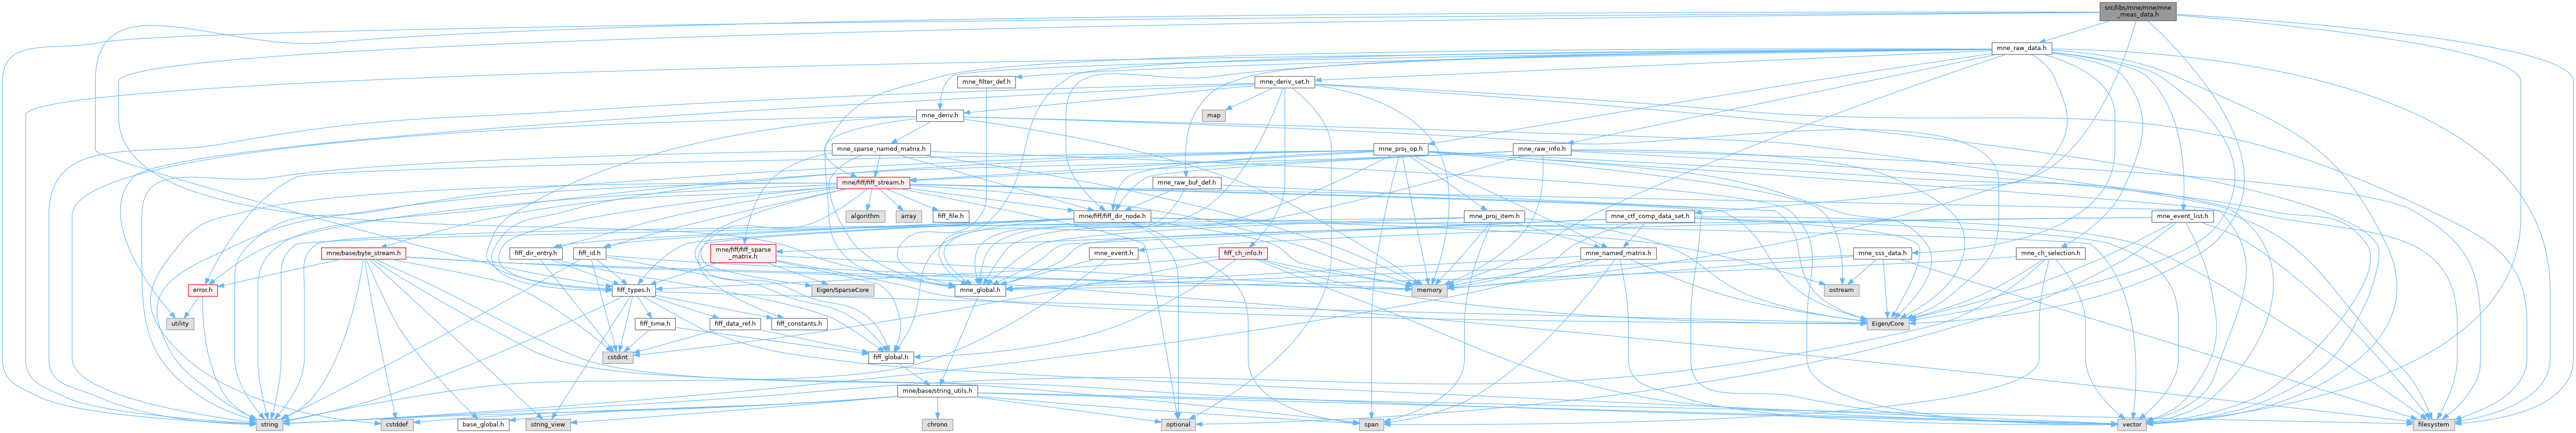 src/libs/mne/mne/mne
_meas_data.h
mne_raw_data.h
mne_filter_def.h
mne_deriv_set.h
mne_deriv.h
map
mne_sparse_named_matrix.h
mne_proj_op.h
mne_raw_info.h
mne/fiff/fiff_stream.h
mne_raw_buf_def.h
algorithm
array
fiff_file.h
mne/fiff/fiff_dir_node.h
mne_proj_item.h
mne_ctf_comp_data_set.h
mne_event_list.h
mne/base/byte_stream.h
fiff_dir_entry.h
fiff_id.h
mne/fiff/fiff_sparse
_matrix.h
mne_event.h
fiff_ch_info.h
mne_named_matrix.h
mne_sss_data.h
mne_ch_selection.h
error.h
fiff_types.h
Eigen/SparseCore
mne_global.h
memory
ostream
utility
fiff_time.h
fiff_data_ref.h
fiff_constants.h
Eigen/Core
cstdint
fiff_global.h
mne/base/string_utils.h
string
cstddef
base_global.h
string_view
chrono
optional
span
vector
filesystem